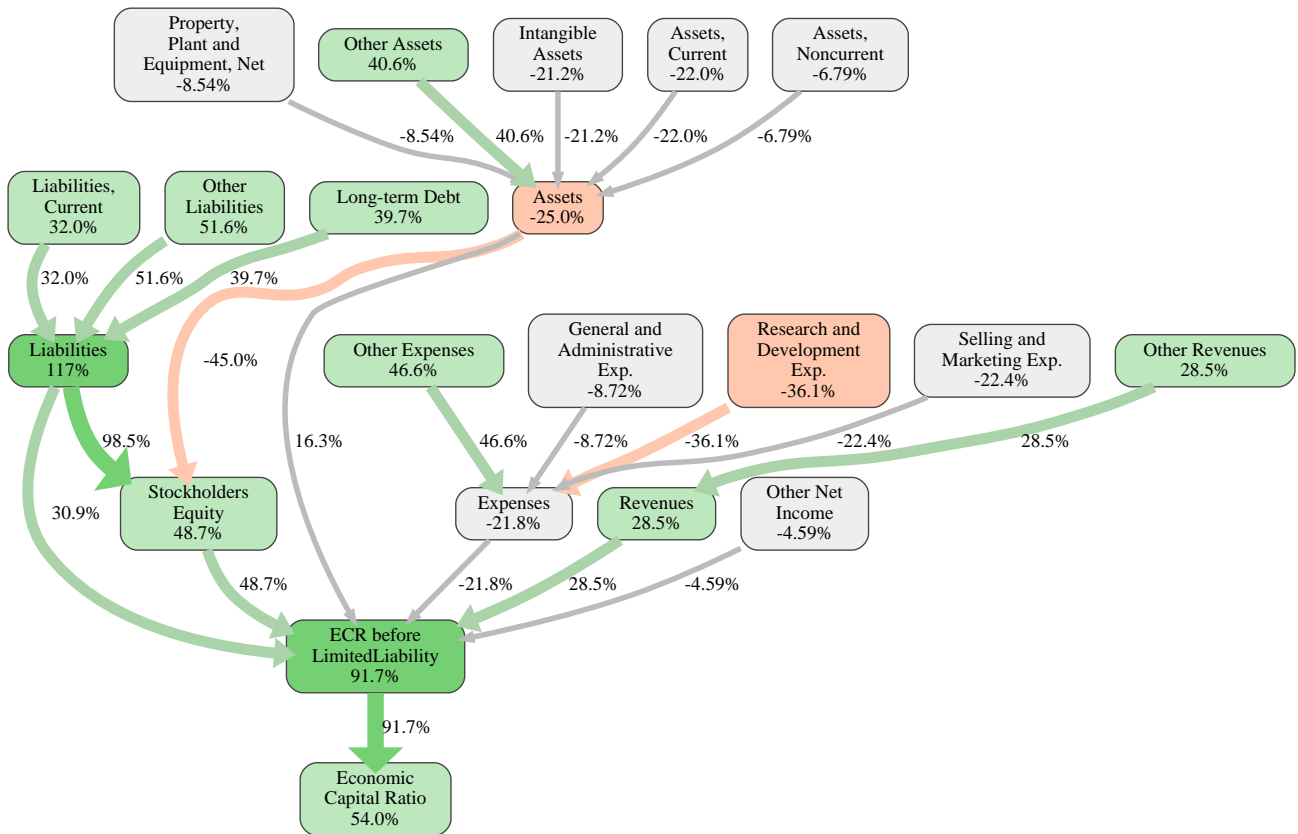 Property,
Plant and
Equipment, Net
-8.54%
Other Assets
40.6%
Intangible
Assets
-21.2%
Assets,
Current
-22.0%
Assets,
Noncurrent
-6.79%
-8.54%
40.6%
-21.2%
-22.0%
-6.79%
Liabilities,
Current
32.0%
Other
Liabilities
51.6%
Long-term Debt
39.7%
Assets
-25.0%
32.0%
51.6%
39.7%
-45.0%
16.3%
Liabilities
117%
Other Expenses
46.6%
General and
Administrative
Exp.
-8.72%
Research and
Development
Exp.
-36.1%
Selling and
Marketing Exp.
-22.4%
Other Revenues
28.5%
98.5%
46.6%
-8.72%
-36.1%
-22.4%
28.5%
30.9%
Stockholders
Equity
48.7%
Expenses
-21.8%
Revenues
28.5%
Other Net
Income
-4.59%
48.7%
-21.8%
28.5%
-4.59%
ECR before
LimitedLiability
91.7%
91.7%
Economic
Capital Ratio
54.0%